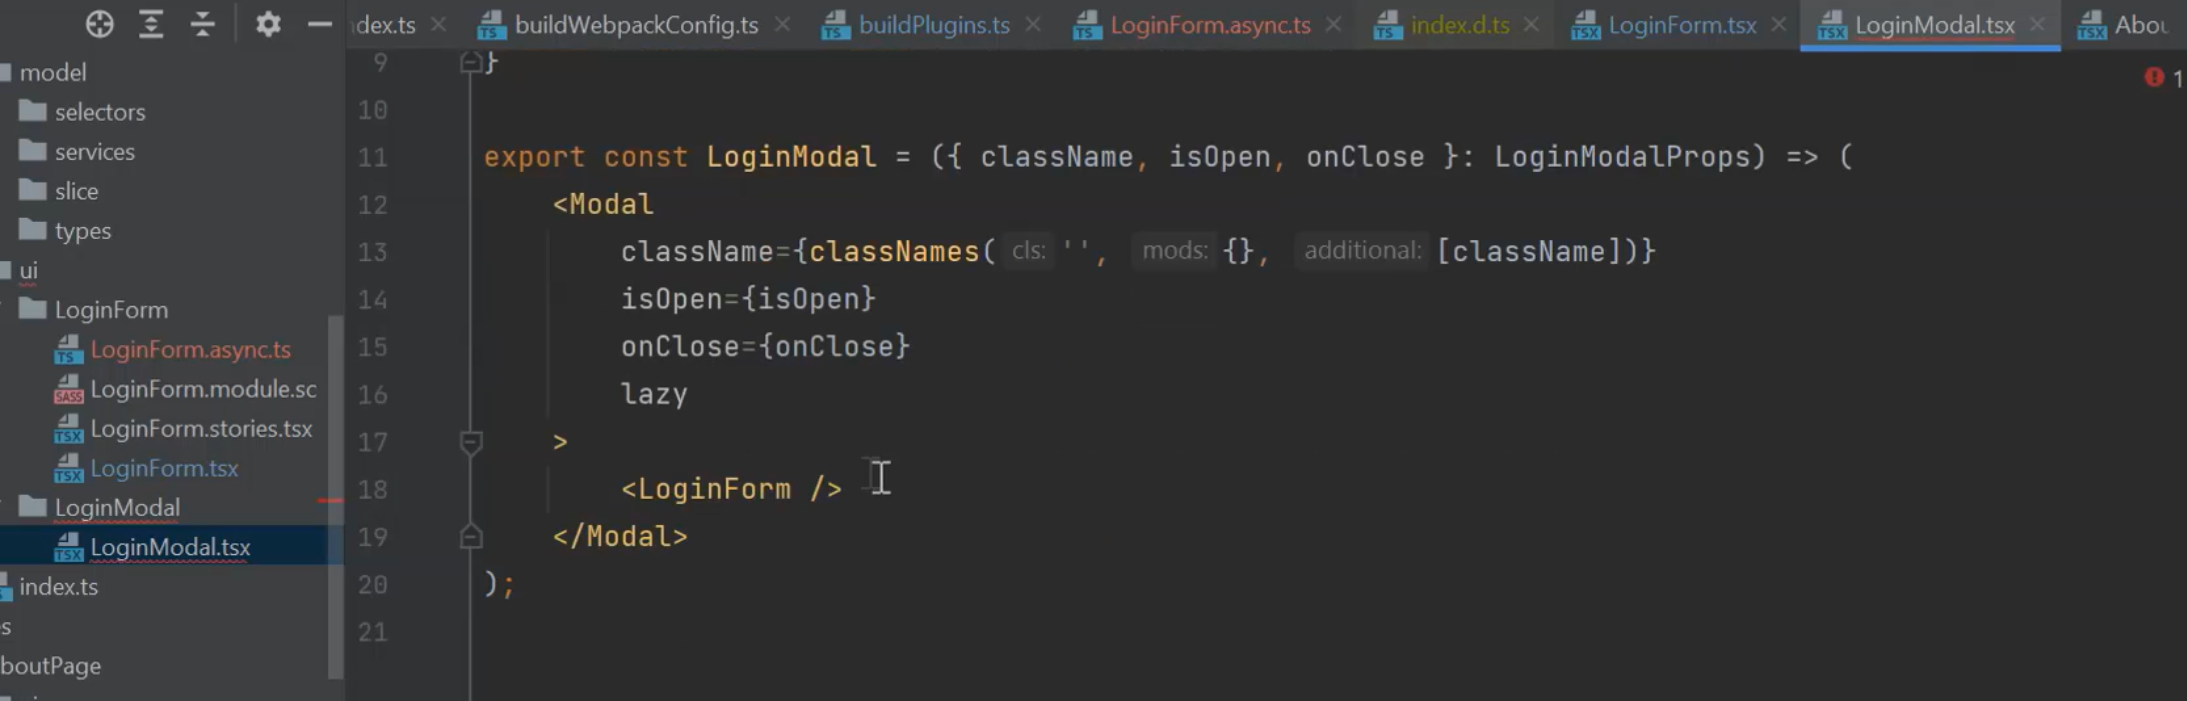 ndex.ts
buildWebpackConfig.ts
buildPlugins.ts
LoginForm.async.ts
index.d.ts
LoginForm.tsx
LoginModal.tsx
Abou
model
selectors
services
slice
types
ui
LoginForm
LoginForm.async.ts
LoginForm.module.sc
LoginForm.stories.tsx
LoginForm.tsx
LoginModal
LoginModal.tsx
index.ts
s
boutPage
1
9 }
10
11 export const LoginModal = ({ className, isOpen, onClose }: LoginModalProps) => (
12 <Modal
13 className={classNames( cls: '', mods: {}, additional: [className])}
14 isOpen={isOpen}
15 onClose={onClose}
16 lazy
17 >
18 <LoginForm />
19 </Modal>
20 );
21